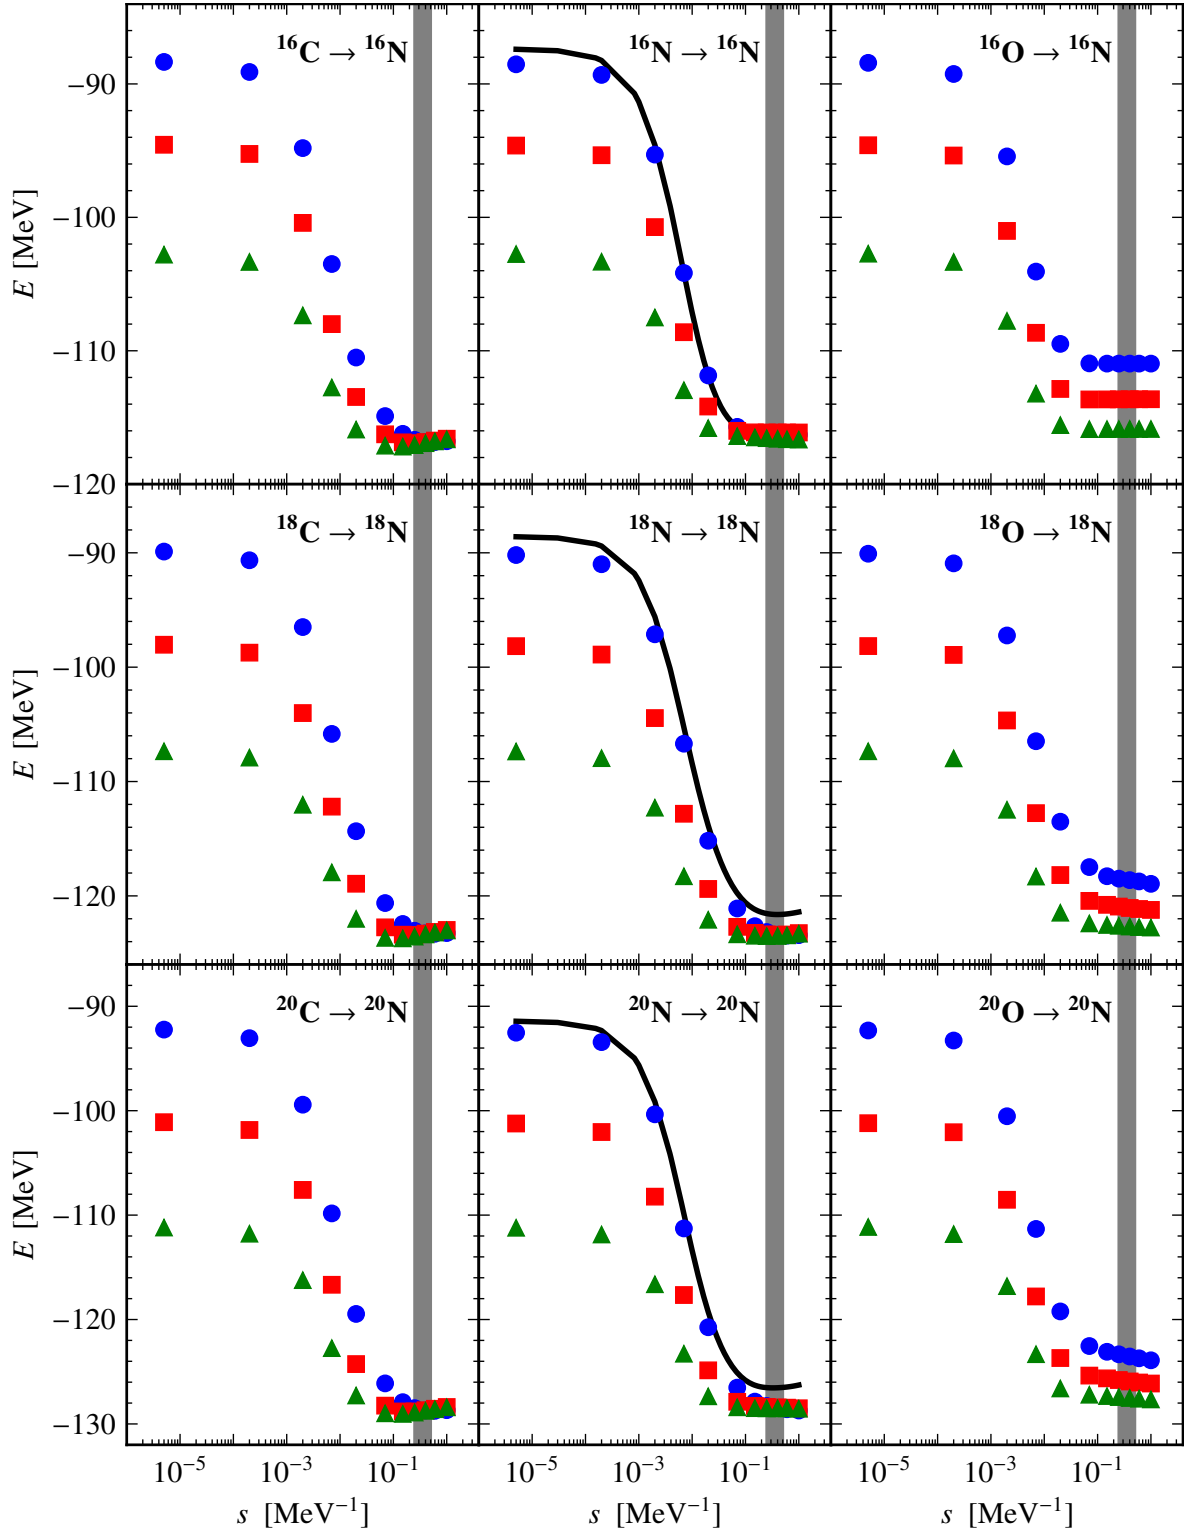 ¹⁶C → ¹⁶N
¹⁶N → ¹⁶N
¹⁶O → ¹⁶N
−90
−100
−110
−120
E [MeV]
¹⁸C → ¹⁸N
¹⁸N → ¹⁸N
¹⁸O → ¹⁸N
−90
−100
−110
−120
E [MeV]
²⁰C → ²⁰N
²⁰N → ²⁰N
²⁰O → ²⁰N
−90
−100
−110
−120
−130
E [MeV]
10⁻⁵ 10⁻³ 10⁻¹
10⁻⁵ 10⁻³ 10⁻¹
10⁻⁵ 10⁻³ 10⁻¹
s [MeV⁻¹]
s [MeV⁻¹]
s [MeV⁻¹]